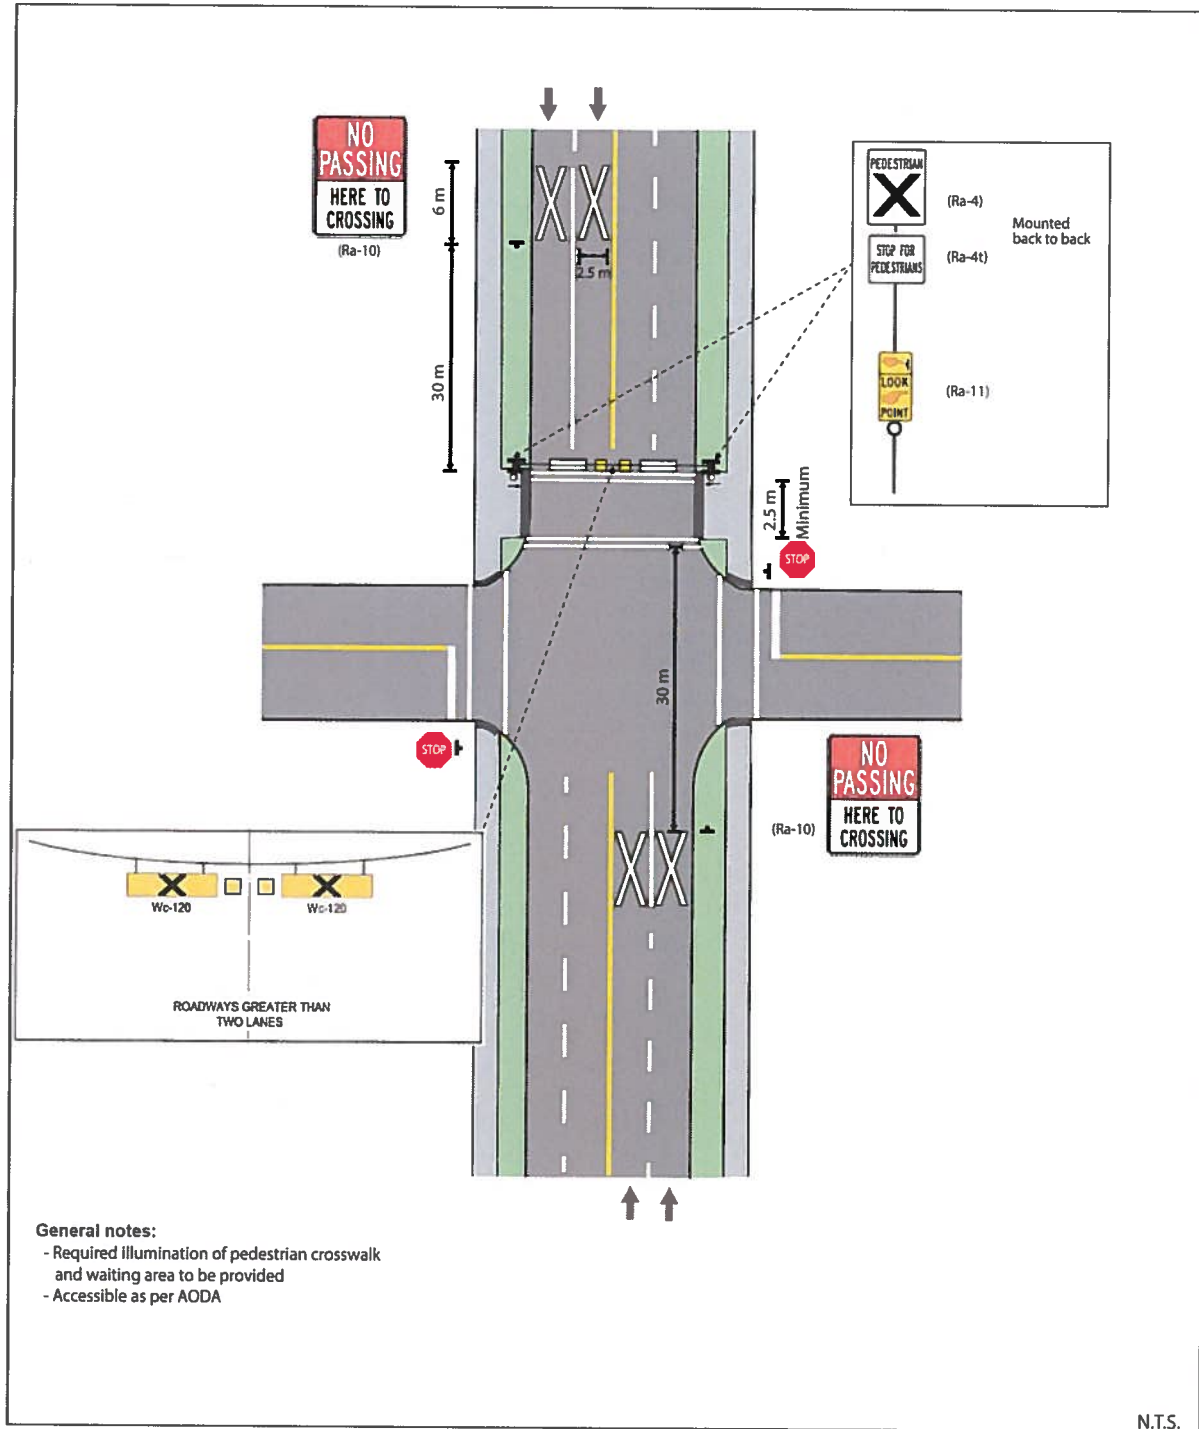 NO
PASSING
HERE TO
CROSSING
(Ra-10)
6 m
30 m
2.5 m
PEDESTRIAN
(Ra-4)
Mounted
back to back
STOP FOR
PEDESTRIANS
(Ra-4t)
LOOK
POINT
(Ra-11)
2.5 m
Minimum
STOP
30 m
STOP
NO
PASSING
HERE TO
CROSSING
(Ra-10)
Wc-120
Wc-120
ROADWAYS GREATER THAN
TWO LANES
General notes:
- Required illumination of pedestrian crosswalk
and waiting area to be provided
- Accessible as per AODA
N.T.S.